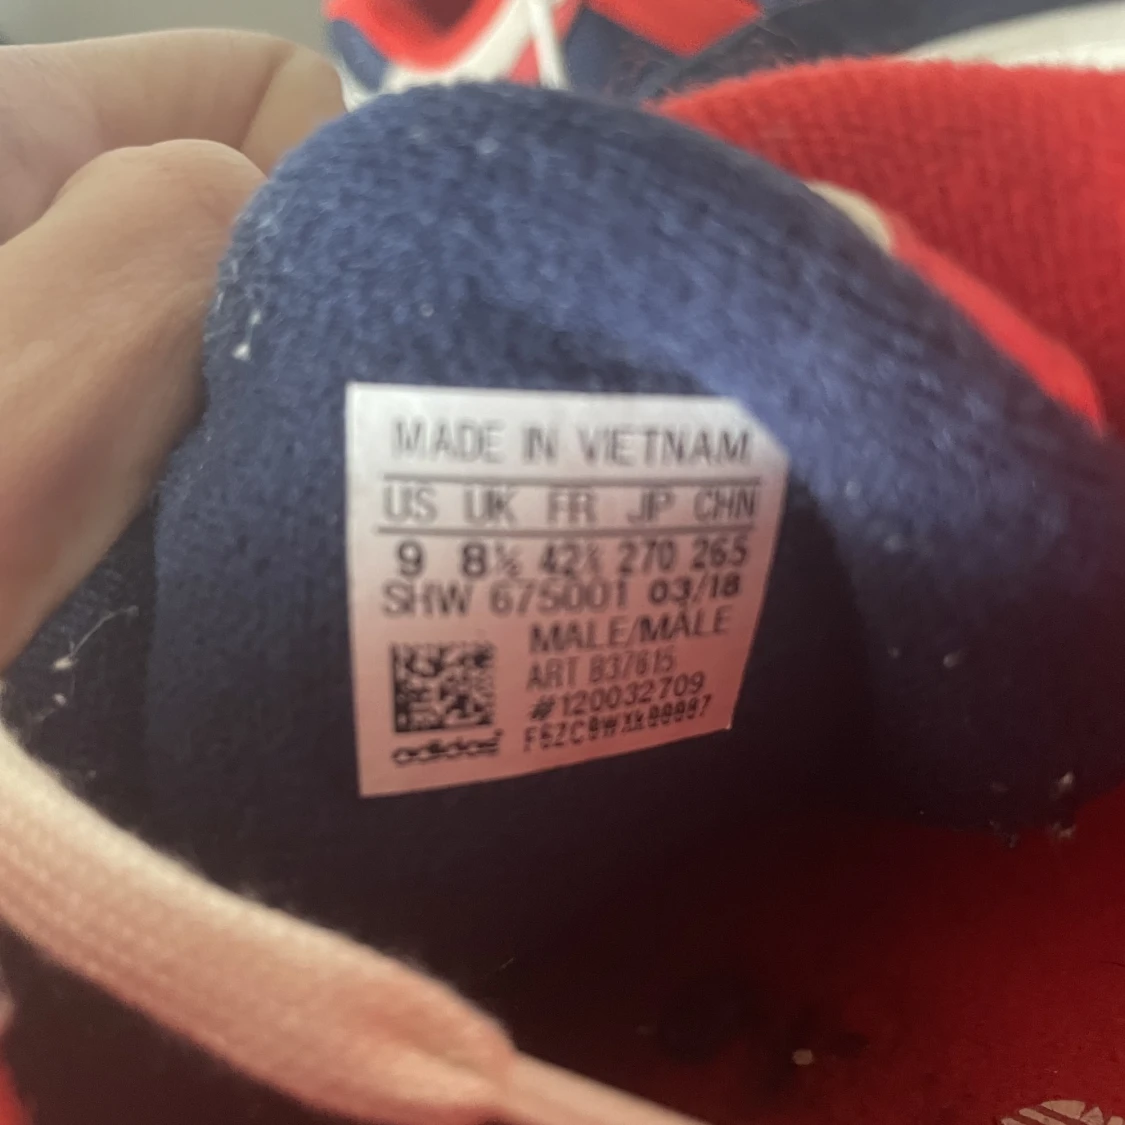 MADE IN VIETNAM
US UK FR JP CHN
9 8½ 42⅔ 270 265
SHW 675001 03/18
MALE/MALE
ART B37615
#120032709
adidas